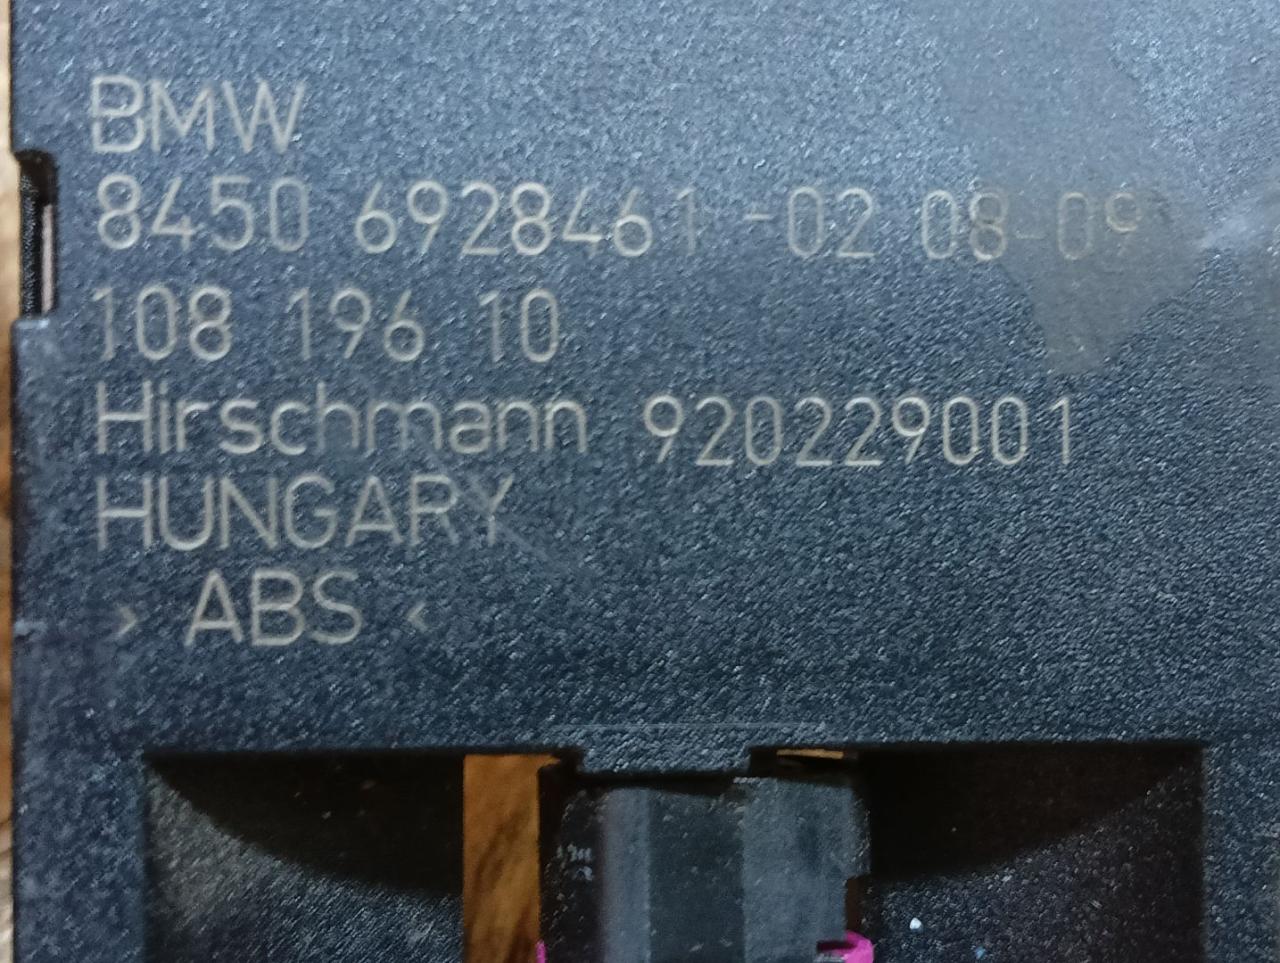 BMW
8450 6928461 -02 08-09
108 196 10
Hirschmann 920229001
HUNGARY
> ABS <